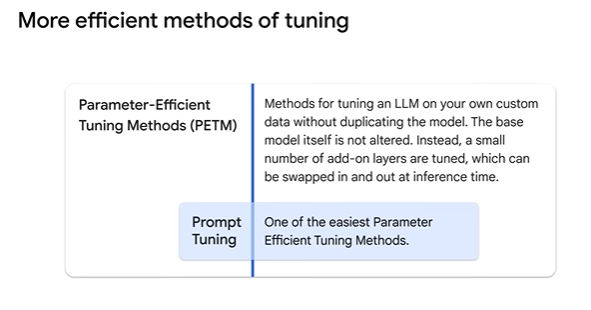 More efficient methods of tuning
Parameter-Efficient
Tuning Methods (PETM)
Methods for tuning an LLM on your own custom
data without duplicating the model. The base
model itself is not altered. Instead, a small
number of add-on layers are tuned, which can
be swapped in and out at inference time.
Prompt
Tuning
One of the easiest Parameter
Efficient Tuning Methods.